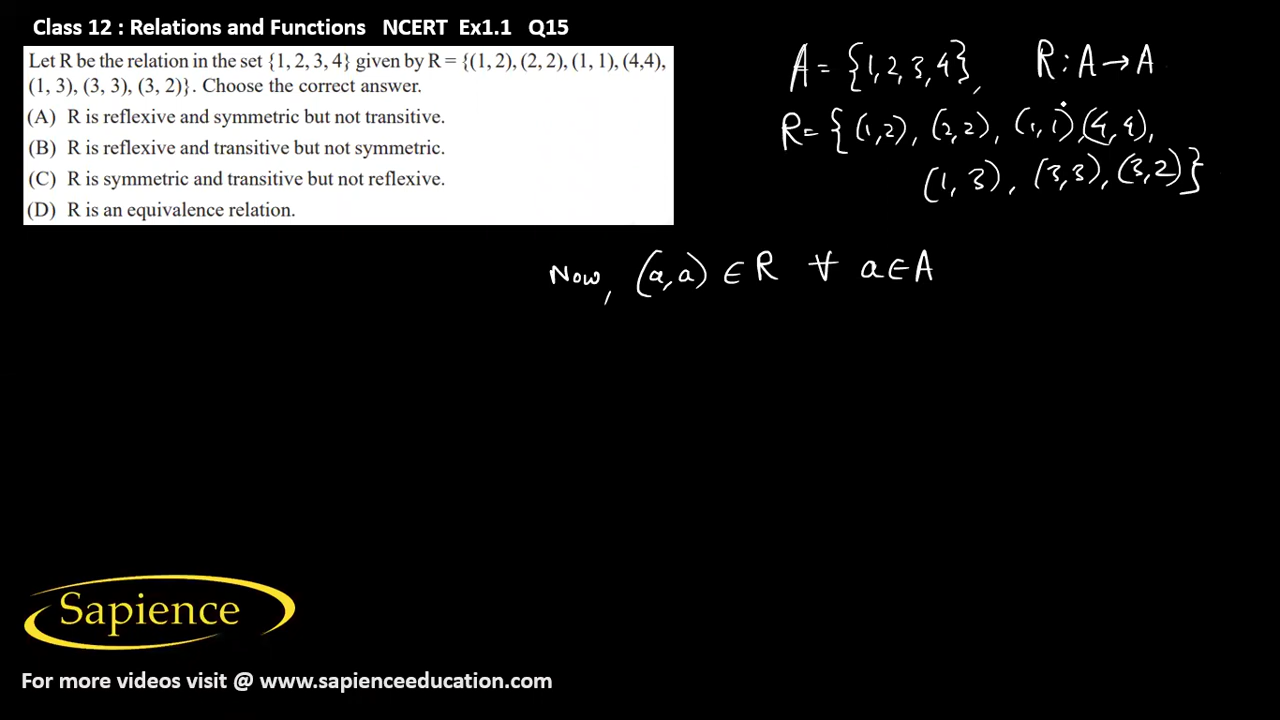 Class 12 : Relations and Functions NCERT Ex1.1 Q15
Let R be the relation in the set {1, 2, 3, 4} given by R = {(1, 2), (2, 2), (1, 1), (4,4),
(1, 3), (3, 3), (3, 2)}. Choose the correct answer.
(A) R is reflexive and symmetric but not transitive.
(B) R is reflexive and transitive but not symmetric.
(C) R is symmetric and transitive but not reflexive.
(D) R is an equivalence relation.
A = {1, 2, 3, 4}, R : A → A
R = {(1,2), (2,2), (1, 1) (4, 4),
(1, 3), (3,3), (3,2)}
Now, (a, a) ∈ R ∀ a ∈ A
Sapience
For more videos visit @ www.sapienceeducation.com